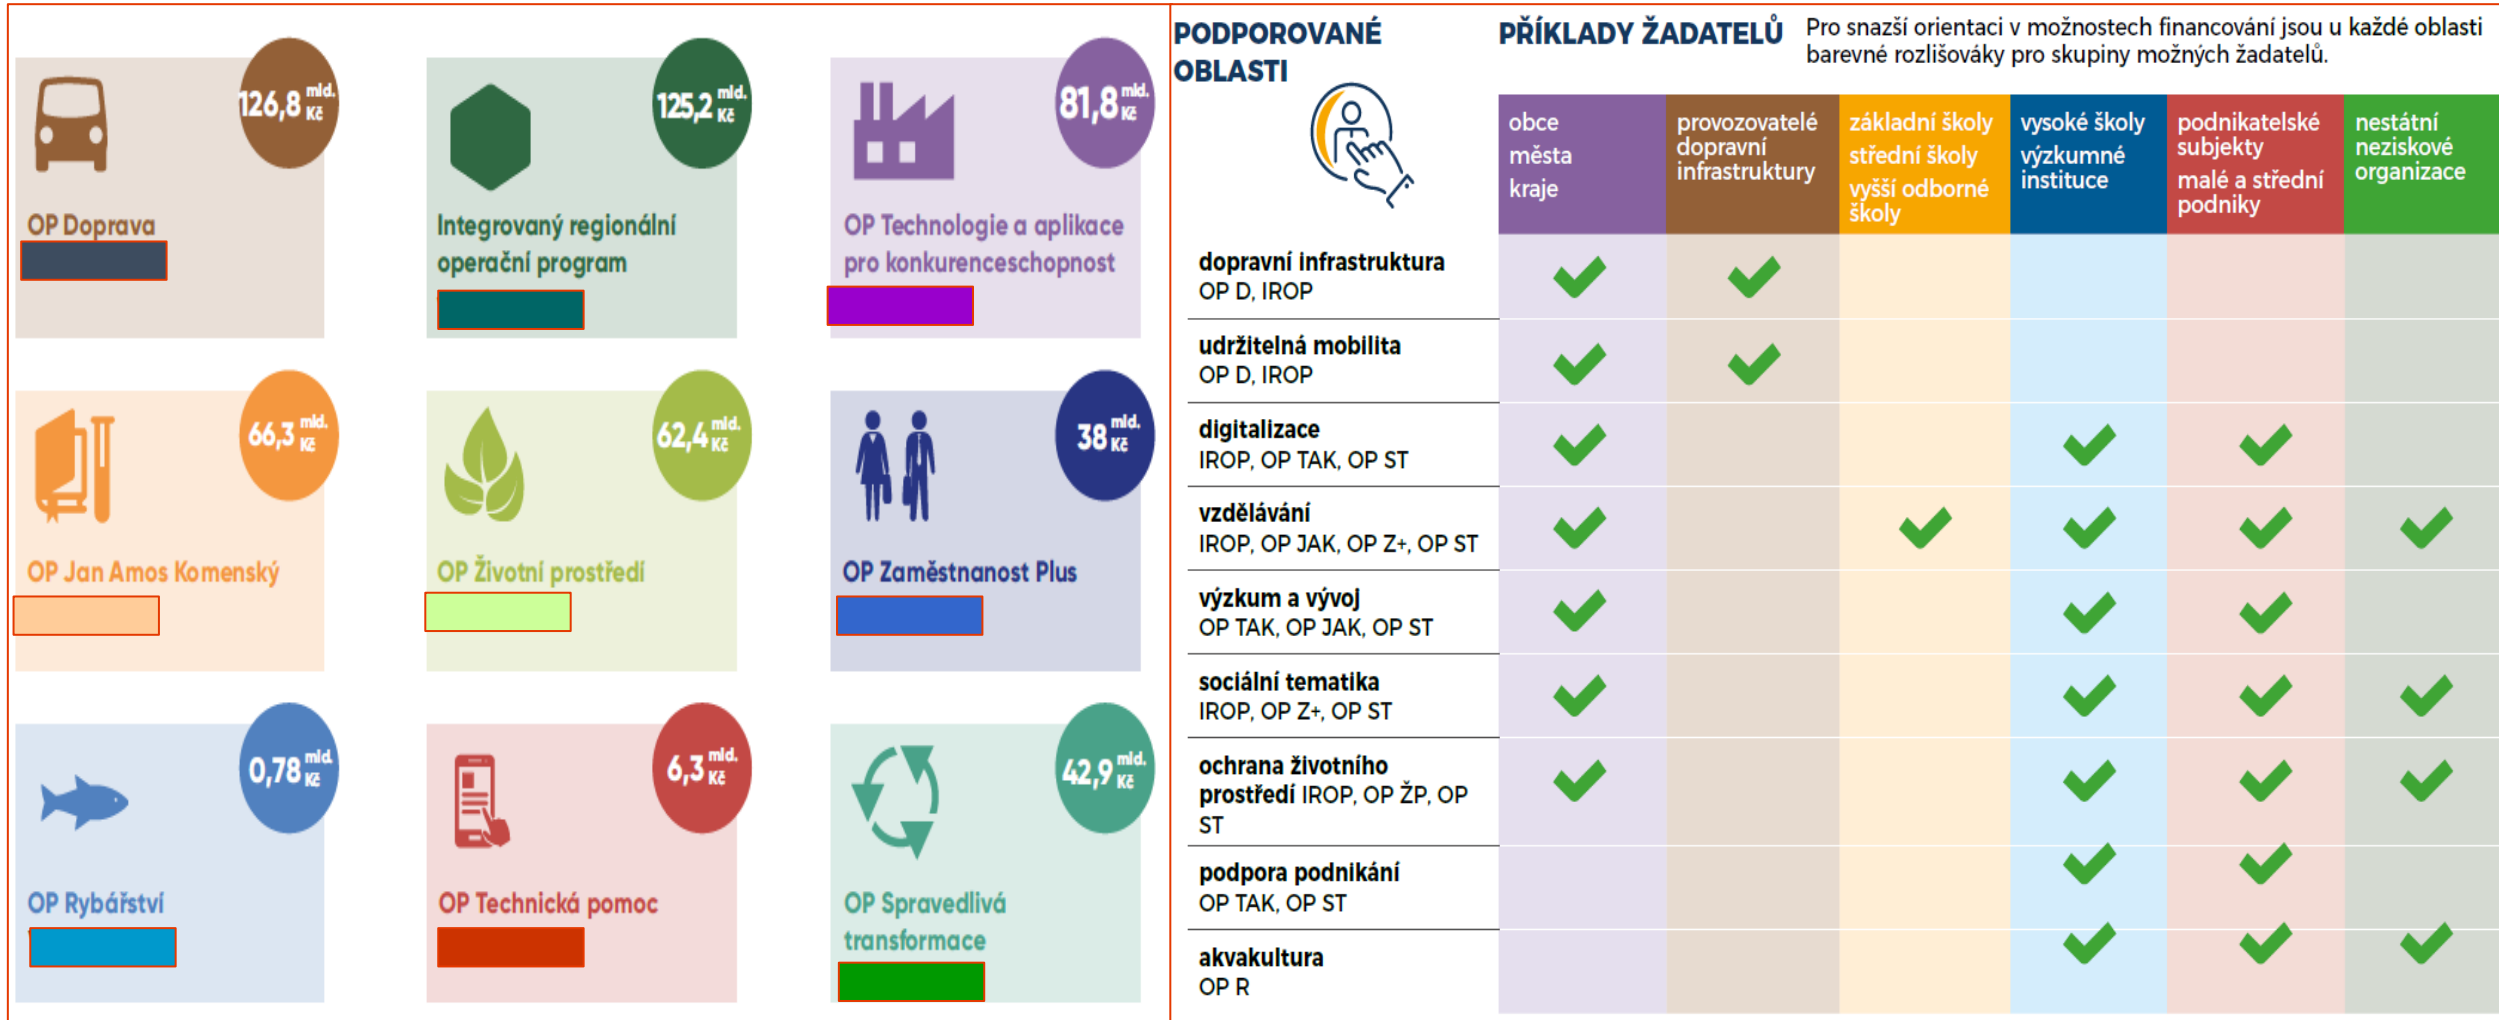 126,8 mld. Kč
OP Doprava
125,2 mld. Kč
Integrovaný regionální
operační program
81,8 mld. Kč
OP Technologie a aplikace
pro konkurenceschopnost
66,3 mld. Kč
OP Jan Amos Komenský
62,4 mld. Kč
OP Životní prostředí
38 mld. Kč
OP Zaměstnanost Plus
0,78 mld. Kč
OP Rybářství
6,3 mld. Kč
OP Technická pomoc
42,9 mld. Kč
OP Spravedlivá
transformace
PODPOROVANÉ
OBLASTI
PŘÍKLADY ŽADATELŮ
Pro snazší orientaci v možnostech financování jsou u každé oblasti
barevné rozlišováky pro skupiny možných žadatelů.
obce
města
kraje
provozovatelé
dopravní
infrastruktury
základní školy
střední školy
vyšší odborné
školy
vysoké školy
výzkumné
instituce
podnikatelské
subjekty
malé a střední
podniky
nestátní
neziskové
organizace
dopravní infrastruktura
OP D, IROP
udržitelná mobilita
OP D, IROP
digitalizace
IROP, OP TAK, OP ST
vzdělávání
IROP, OP JAK, OP Z+, OP ST
výzkum a vývoj
OP TAK, OP JAK, OP ST
sociální tematika
IROP, OP Z+, OP ST
ochrana životního
prostředí IROP, OP ŽP, OP
ST
podpora podnikání
OP TAK, OP ST
akvakultura
OP R